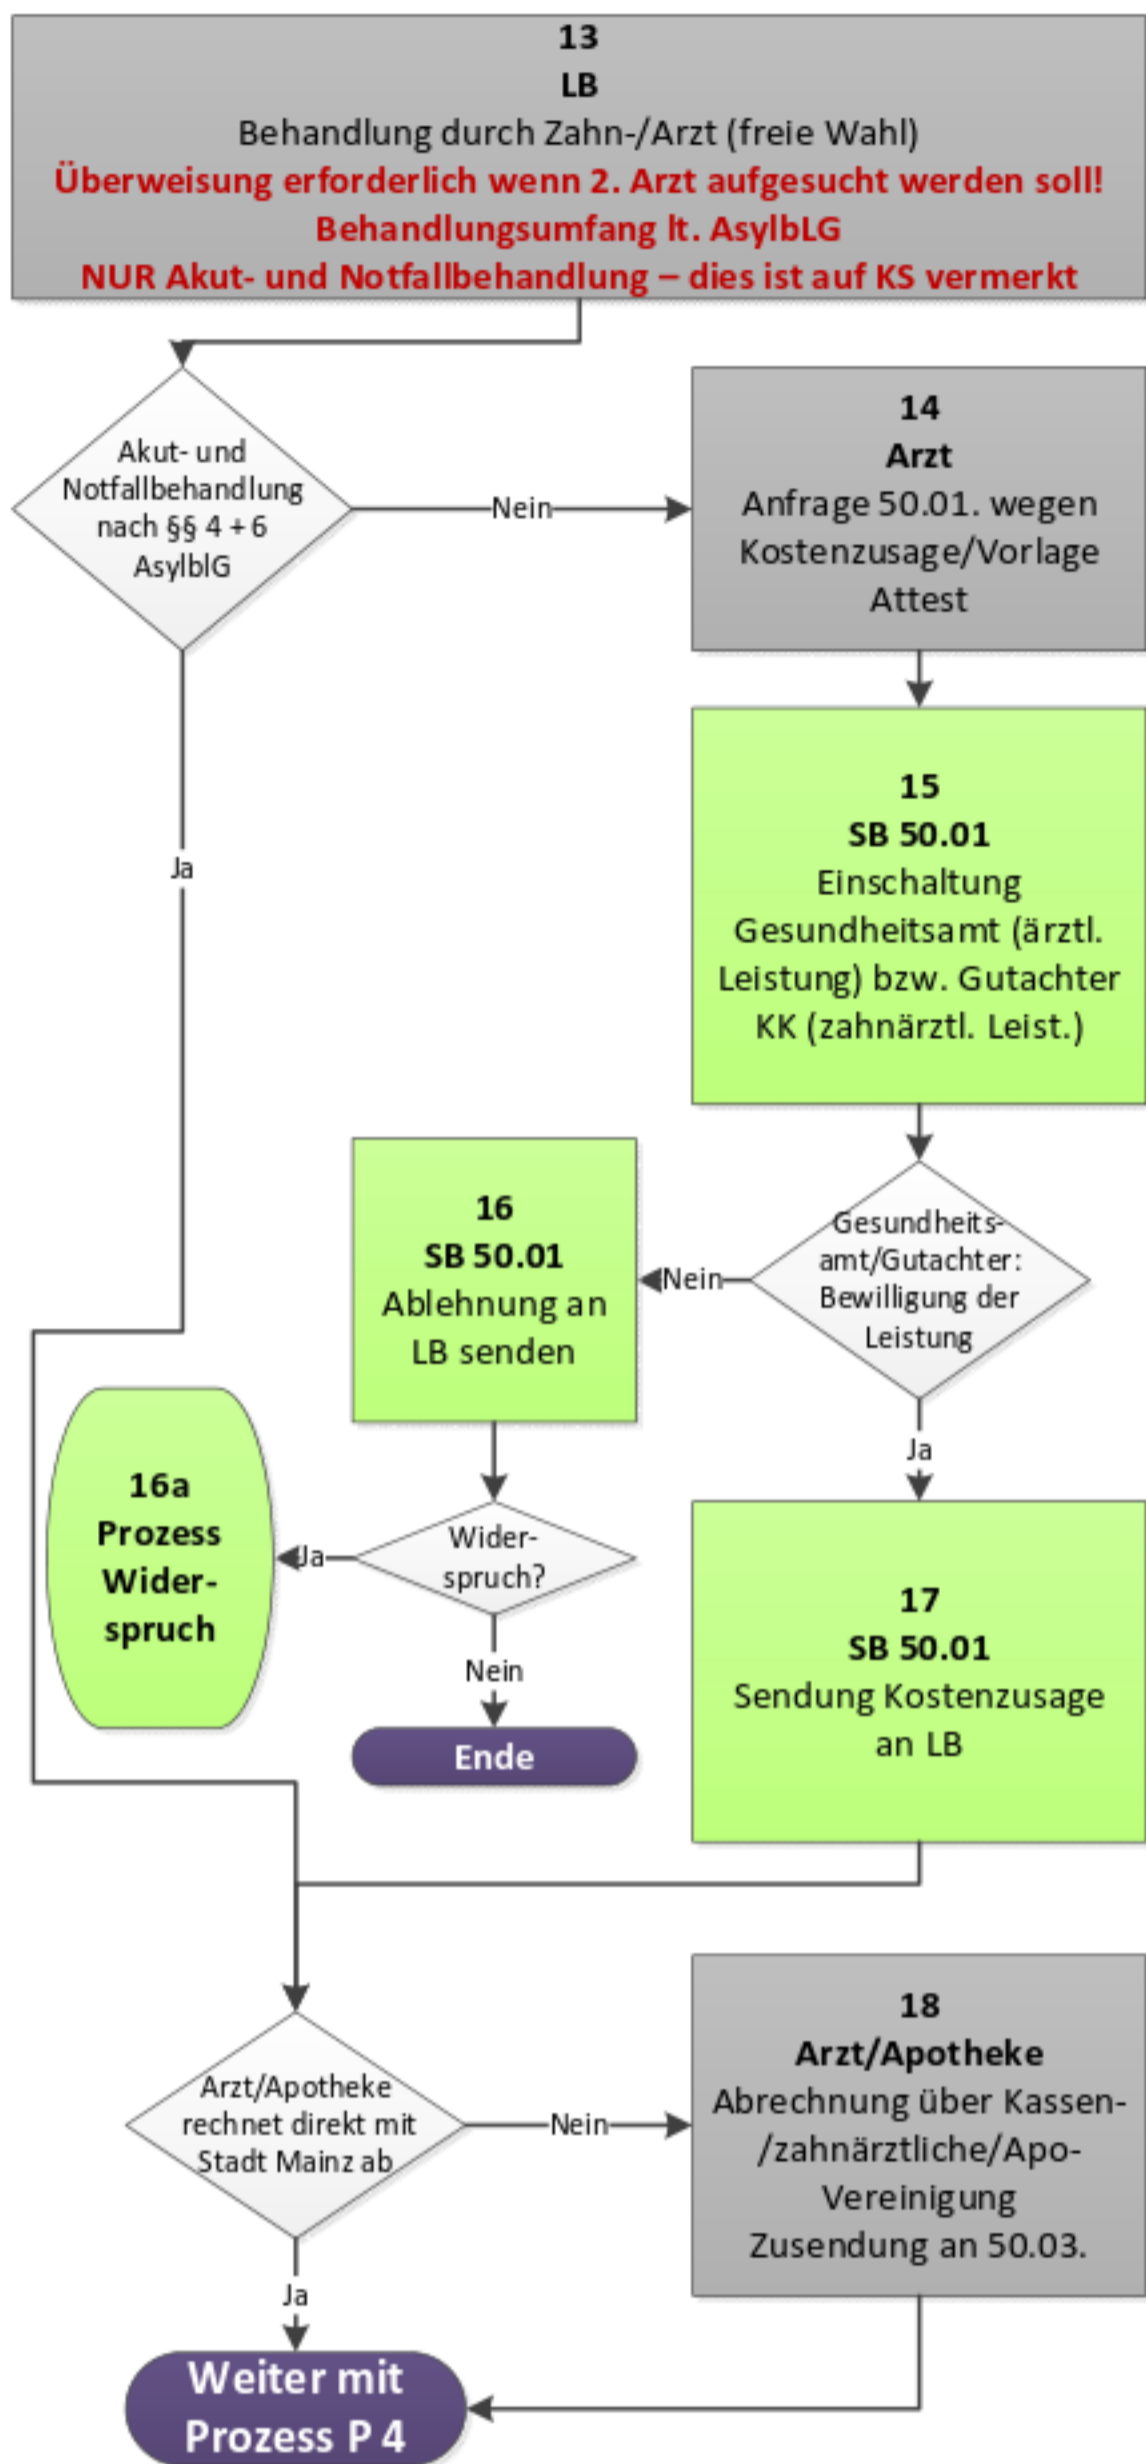 13
LB
Behandlung durch Zahn-/Arzt (freie Wahl)
Überweisung erforderlich wenn 2. Arzt aufgesucht werden soll!
Behandlungsumfang lt. AsylbLG
NUR Akut- und Notfallbehandlung – dies ist auf KS vermerkt
Akut- und
Notfallbehandlung
nach §§ 4 + 6
AsylblG
Nein
14
Arzt
Anfrage 50.01. wegen
Kostenzusage/Vorlage
Attest
Ja
15
SB 50.01
Einschaltung
Gesundheitsamt (ärztl.
Leistung) bzw. Gutachter
KK (zahnärztl. Leist.)
Gesundheits-
amt/Gutachter:
Bewilligung der
Leistung
Nein
16
SB 50.01
Ablehnung an
LB senden
Ja
Wider-
spruch?
Ja
16a
Prozess
Wider-
spruch
Nein
Ende
17
SB 50.01
Sendung Kostenzusage
an LB
Arzt/Apotheke
rechnet direkt mit
Stadt Mainz ab
Nein
18
Arzt/Apotheke
Abrechnung über Kassen-
/zahnärztliche/Apo-
Vereinigung
Zusendung an 50.03.
Ja
Weiter mit
Prozess P 4